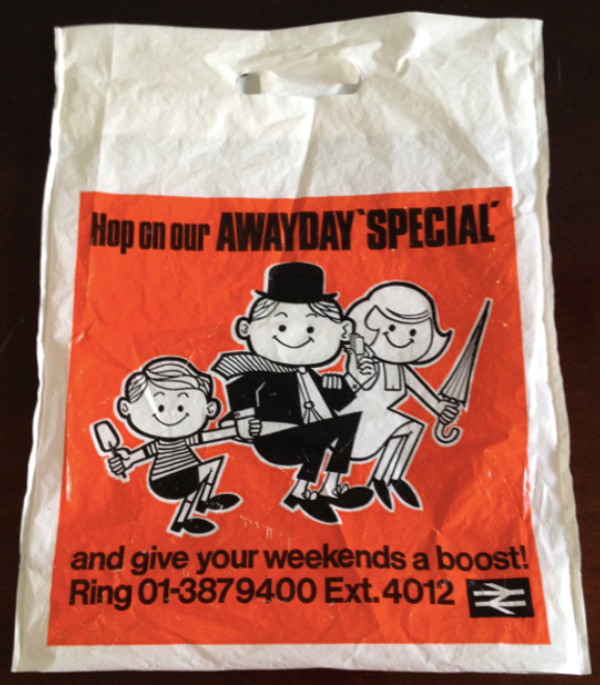 Hop on our AWAYDAY 'SPECIAL'
and give your weekends a boost!
Ring 01-3879400 Ext. 4012